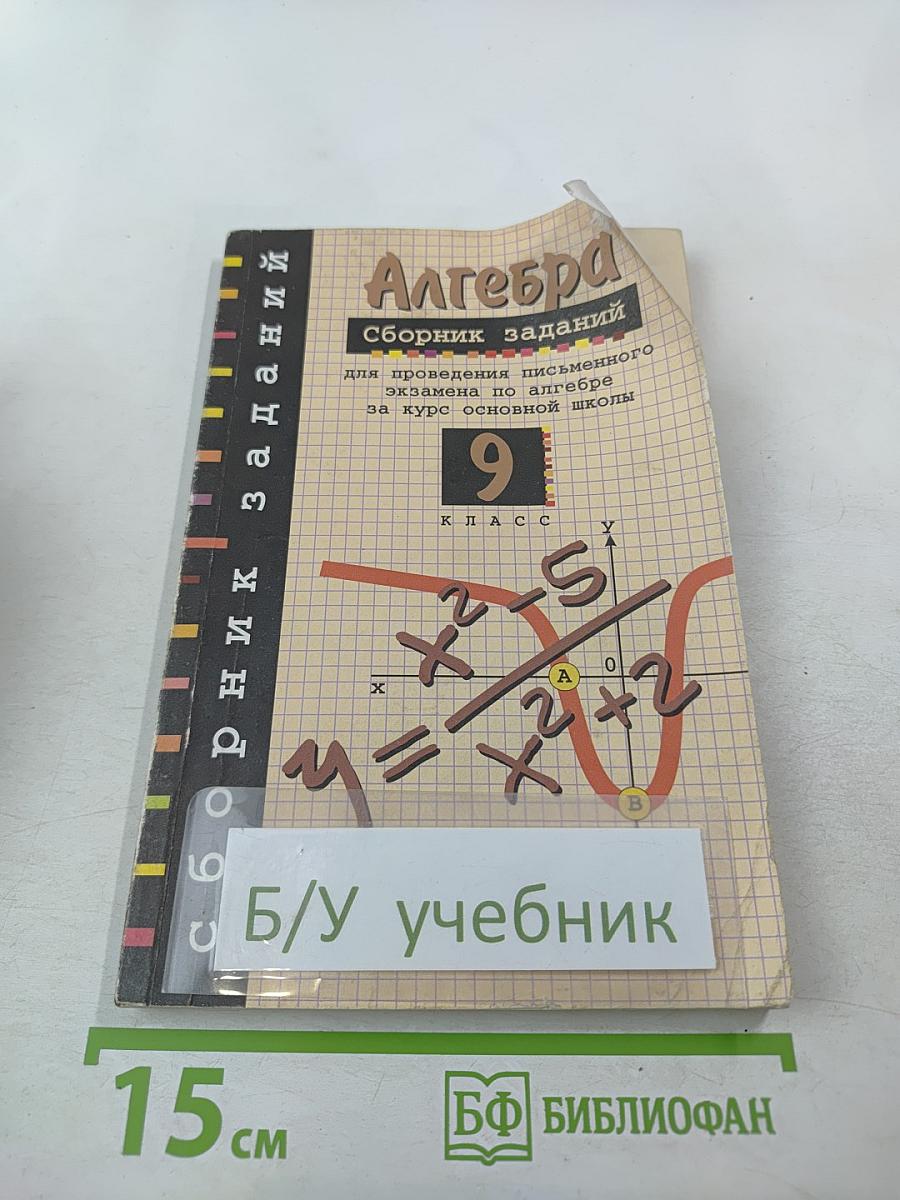 сборник заданий
Алгебра
Сборник заданий
для проведения письменного
экзамена по алгебре
за курс основной школы
9
КЛАСС
y
x
0
A
B
y = (x² - 5) / (x² + 2)
Б/У учебник
15 см
БФ БИБЛИОФАН